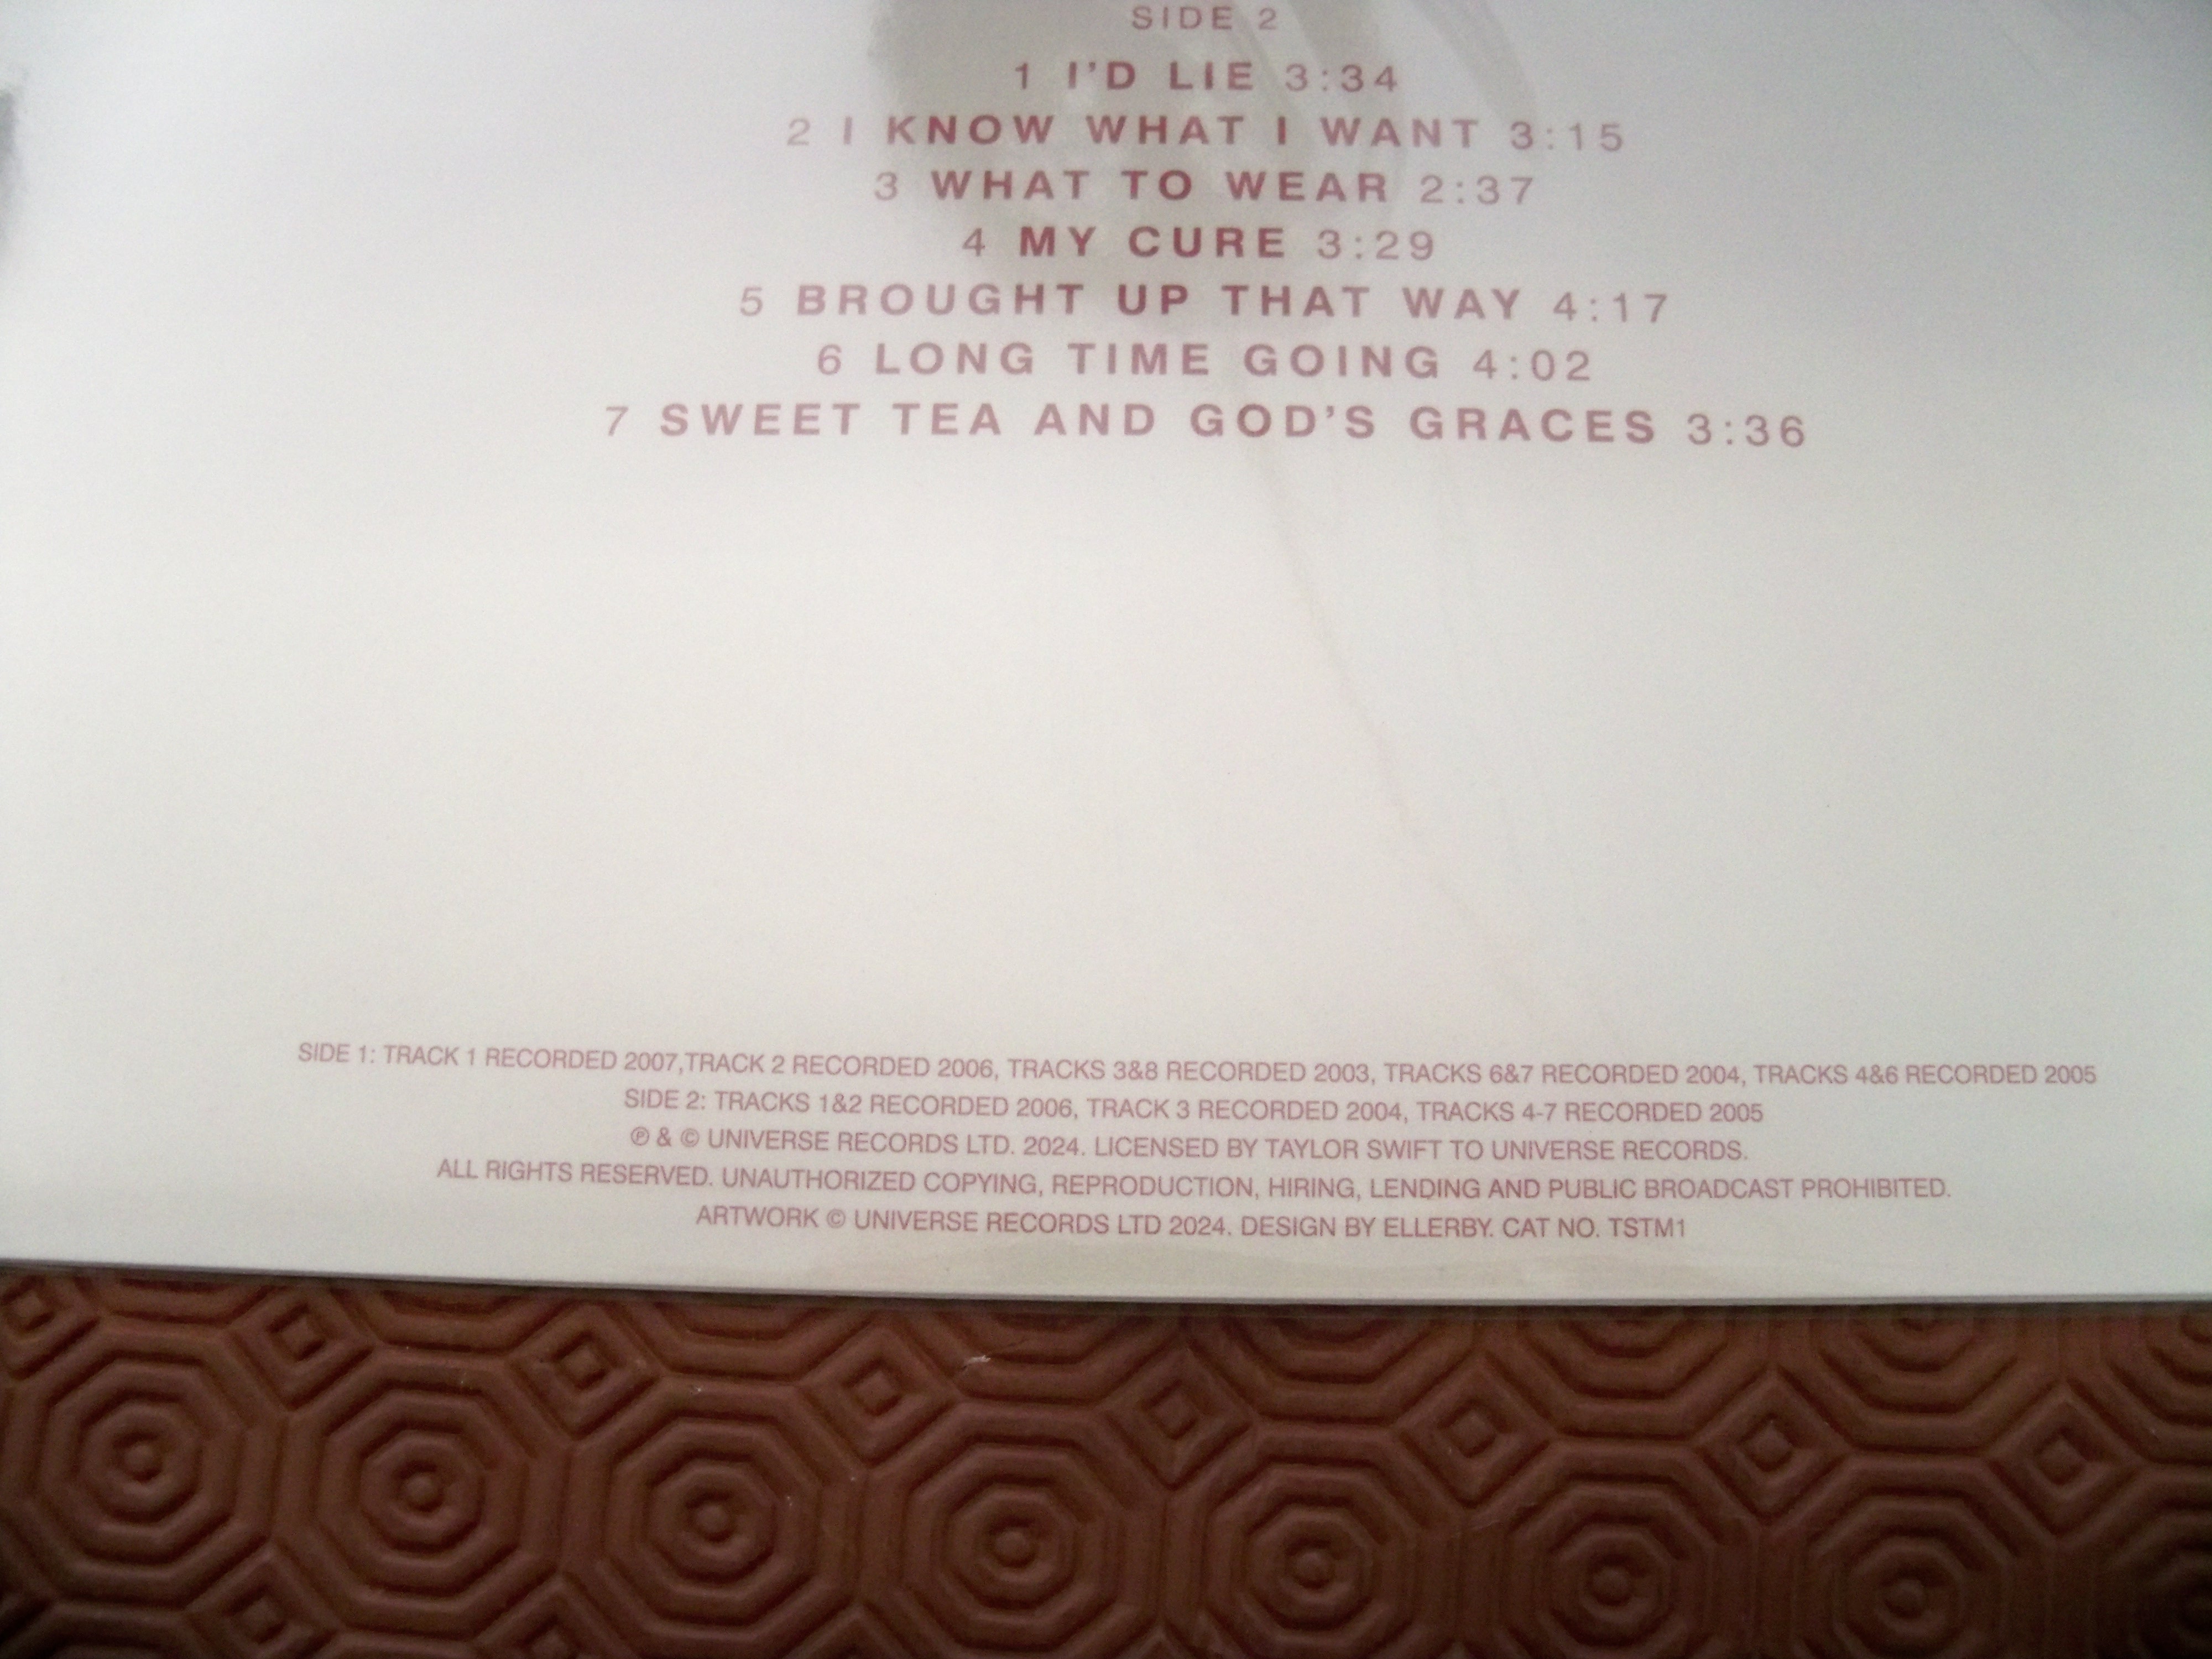 SIDE 2
1 I'D LIE 3:34
2 I KNOW WHAT I WANT 3:15
3 WHAT TO WEAR 2:37
4 MY CURE 3:29
5 BROUGHT UP THAT WAY 4:17
6 LONG TIME GOING 4:02
7 SWEET TEA AND GOD'S GRACES 3:36
SIDE 1: TRACK 1 RECORDED 2007,TRACK 2 RECORDED 2006, TRACKS 3&8 RECORDED 2003, TRACKS 6&7 RECORDED 2004, TRACKS 4&6 RECORDED 2005
SIDE 2: TRACKS 1&2 RECORDED 2006, TRACK 3 RECORDED 2004, TRACKS 4-7 RECORDED 2005
℗ & © UNIVERSE RECORDS LTD. 2024. LICENSED BY TAYLOR SWIFT TO UNIVERSE RECORDS.
ALL RIGHTS RESERVED. UNAUTHORIZED COPYING, REPRODUCTION, HIRING, LENDING AND PUBLIC BROADCAST PROHIBITED.
ARTWORK © UNIVERSE RECORDS LTD 2024. DESIGN BY ELLERBY. CAT NO. TSTM1